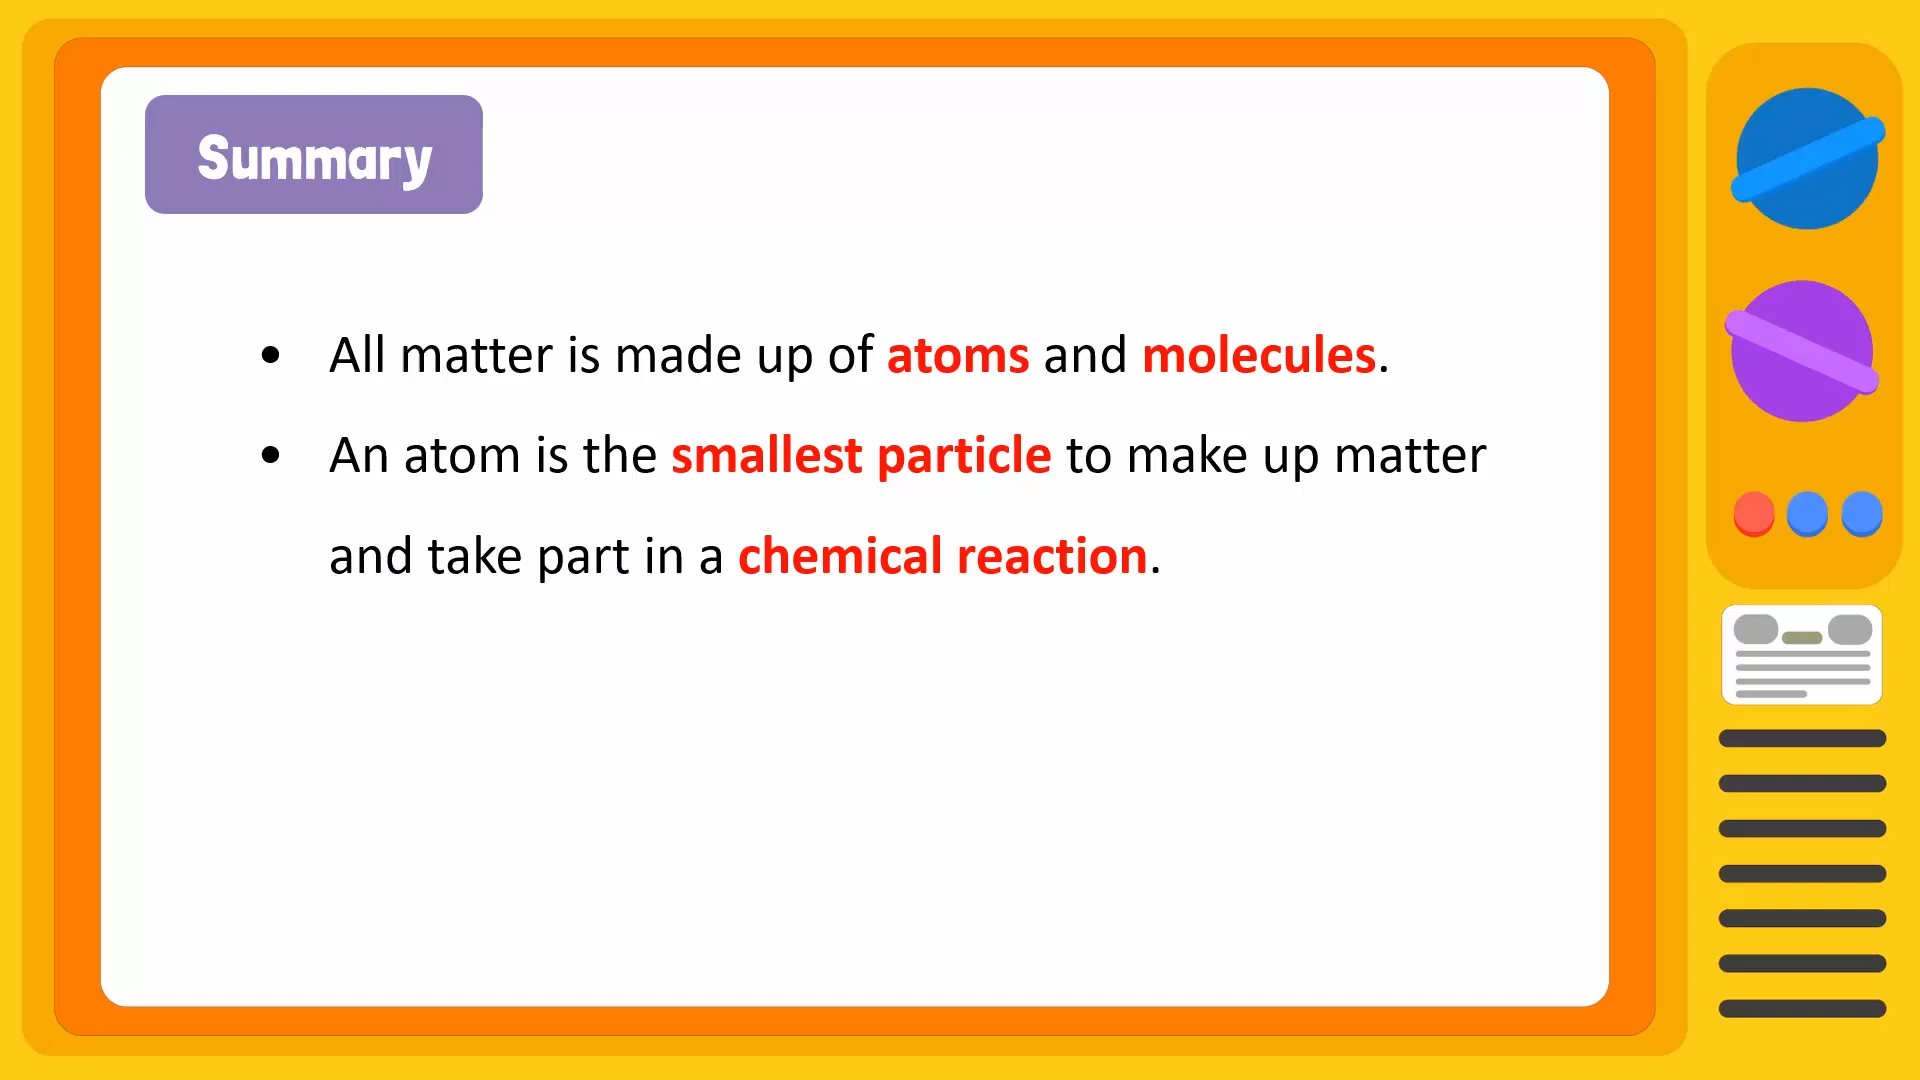 Summary
• All matter is made up of atoms and molecules.
• An atom is the smallest particle to make up matter
and take part in a chemical reaction.